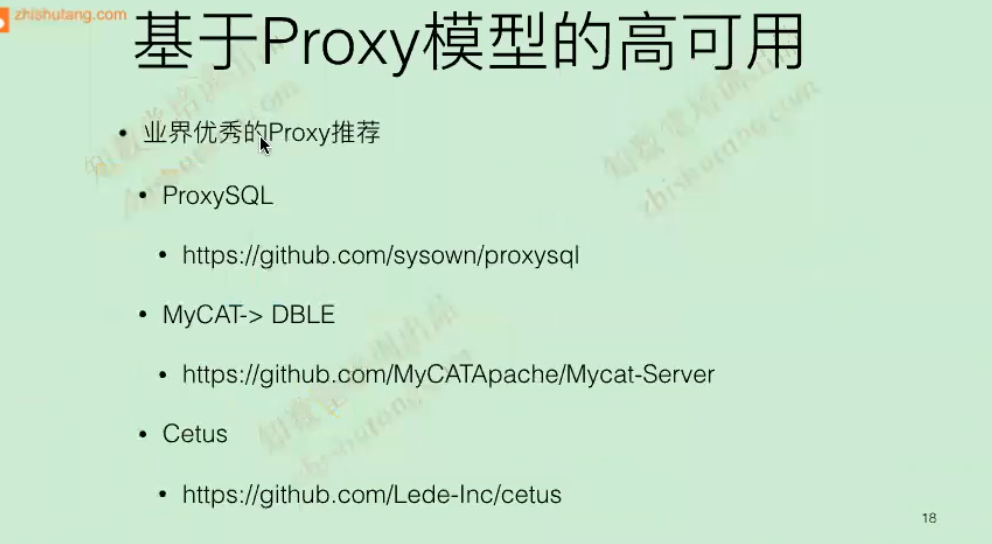 zhishutang.com
基于Proxy模型的高可用
• 业界优秀的Proxy推荐
• ProxySQL
• https://github.com/sysown/proxysql
• MyCAT-> DBLE
• https://github.com/MyCATApache/Mycat-Server
• Cetus
• https://github.com/Lede-Inc/cetus
18